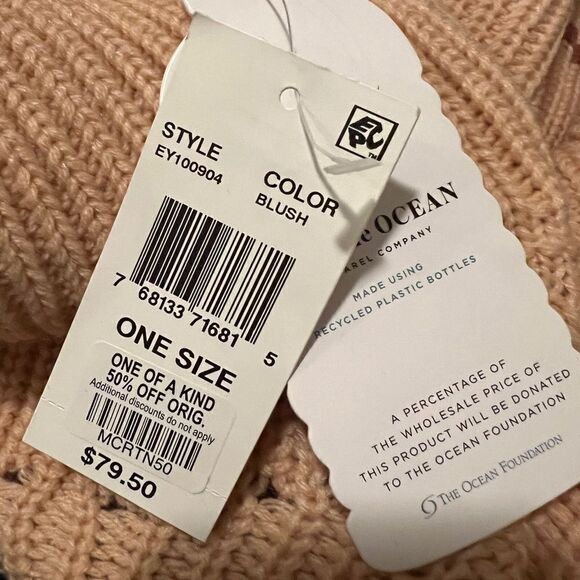 STYLE
EY100904
COLOR
BLUSH
7 68133 71681 5
ONE SIZE
ONE OF A KIND
50% OFF ORIG.
Additional discounts do not apply
MCRTN50
$79.50
OCEAN
COMPANY
MADE USING
RECYCLED PLASTIC BOTTLES
A PERCENTAGE OF
THE WHOLESALE PRICE OF
THIS PRODUCT WILL BE DONATED
TO THE OCEAN FOUNDATION
THE OCEAN FOUNDATION